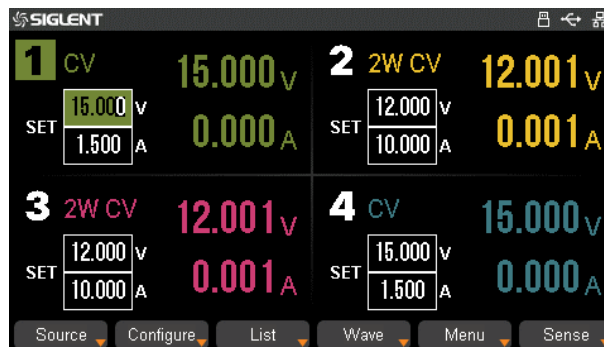 SIGLENT
1 CV 15.000 V
SET 15.000 V
1.500 A 0.000 A
2 2W CV 12.001 V
SET 12.000 V
10.000 A 0.001 A
3 2W CV 12.001 V
SET 12.000 V
10.000 A 0.001 A
4 CV 15.000 V
SET 15.000 V
1.500 A 0.000 A
Source Configure List Wave Menu Sense